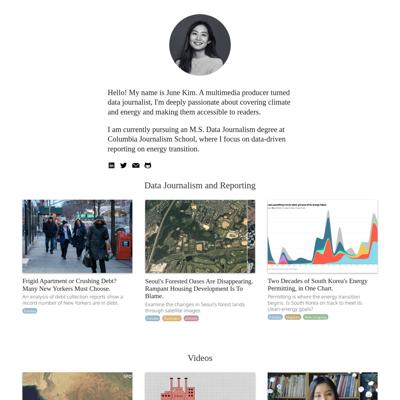 Hello! My name is June Kim. A multimedia producer turned
data journalist, I'm deeply passionate about covering climate
and energy and making them accessible to readers.
I am currently pursuing an M.S. Data Journalism degree at
Columbia Journalism School, where I focus on data-driven
reporting on energy transition.
Data Journalism and Reporting
Frigid Apartment or Crushing Debt?
Many New Yorkers Must Choose.
An analysis of debt collection reports show a
record number of New Yorkers are in debt.
Seoul's Forested Oases Are Disappearing.
Rampant Housing Development Is To
Blame.
Examine the changes in Seoul's forest lands
through satellite images.
Two Decades of South Korea's Energy
Permitting, in One Chart.
Permitting is where the energy transition
begins. Is South Korea on track to meet its
clean-energy goals?
Videos